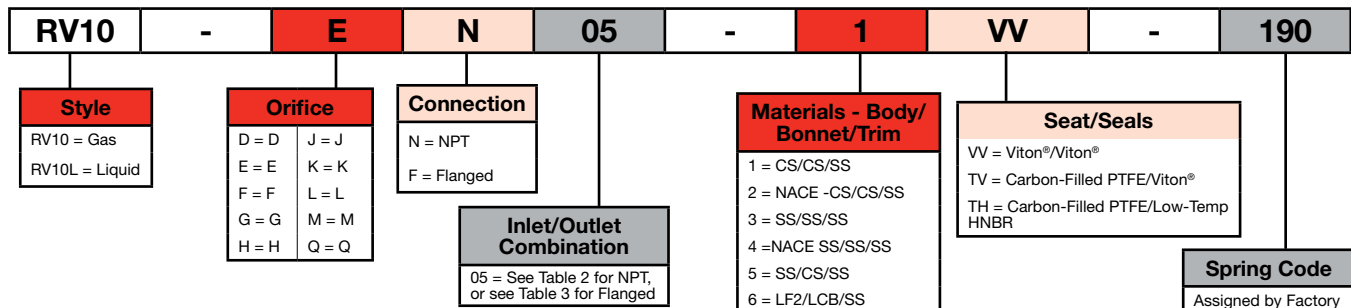 RV10 - E N 05 - 1 VV - 190
Style
RV10 = Gas
RV10L = Liquid
Orifice
D = D J = J
E = E K = K
F = F L = L
G = G M = M
H = H Q = Q
Connection
N = NPT
F = Flanged
Inlet/Outlet
Combination
05 = See Table 2 for NPT,
or see Table 3 for Flanged
Materials - Body/
Bonnet/Trim
1 = CS/CS/SS
2 = NACE -CS/CS/SS
3 = SS/SS/SS
4 =NACE SS/SS/SS
5 = SS/CS/SS
6 = LF2/LCB/SS
Seat/Seals
VV = Viton®/Viton®
TV = Carbon-Filled PTFE/Viton®
TH = Carbon-Filled PTFE/Low-Temp
HNBR
Spring Code
Assigned by Factory